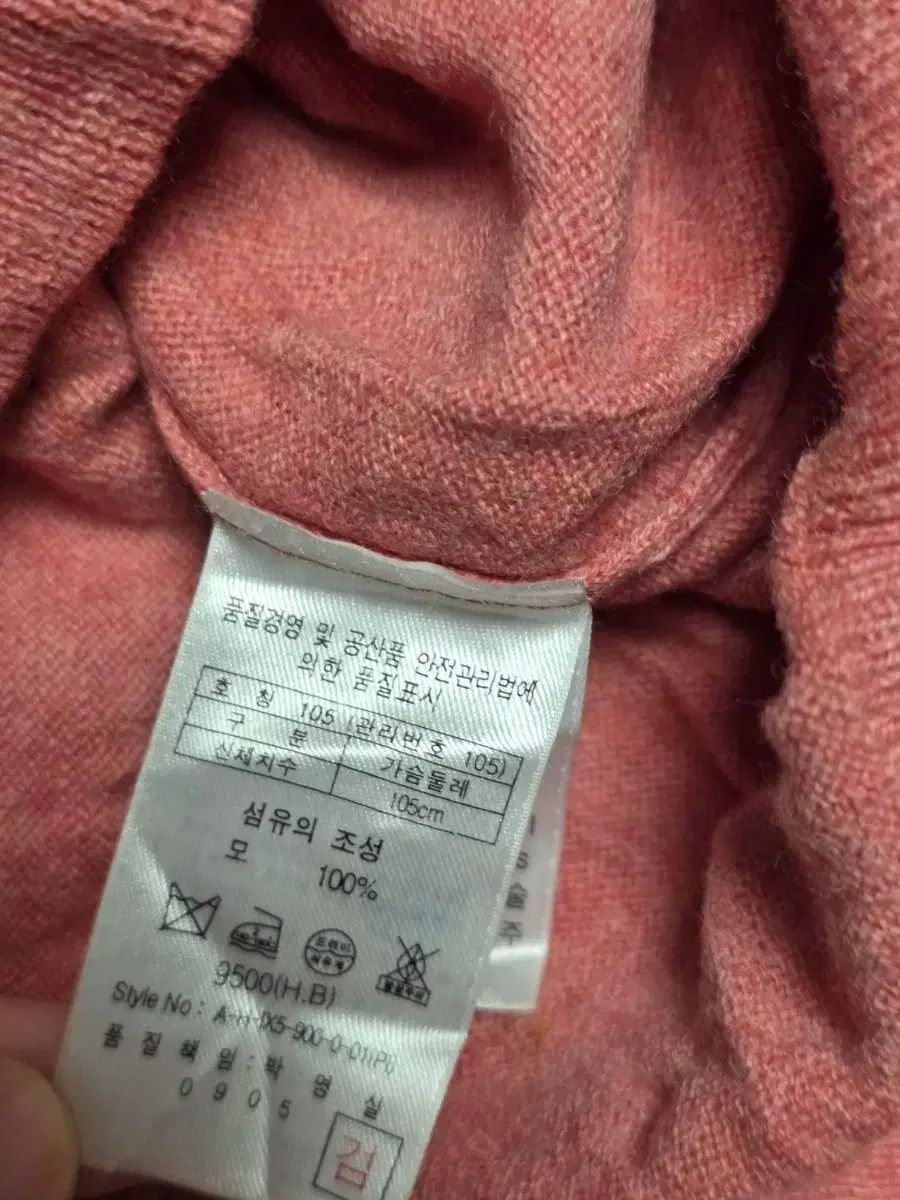 품질경영 및 공산품 안전관리법에
의한 품질표시
호 칭 105 (관리번호 105)
구 분 가슴둘레
신체치수 105cm
섬유의 조성
모 100%
드라이
9500(H.B)
Style No :
품 질 책 임 : 박 영 실
0 9 0 5
검